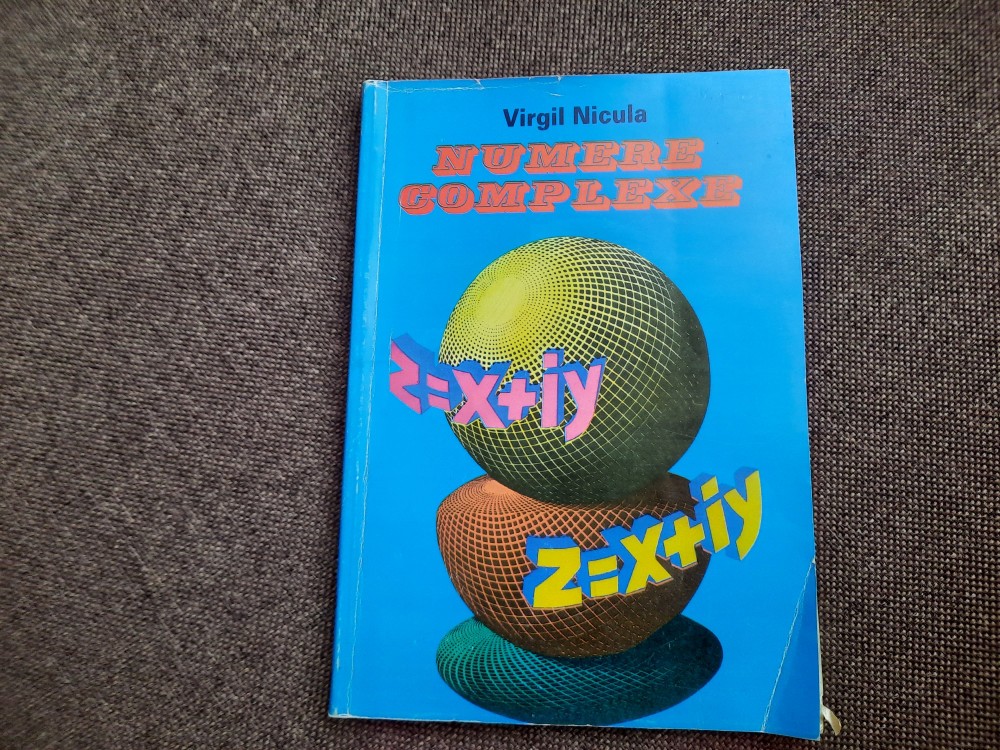 Virgil Nicula
NUMERE
COMPLEXE
z=x+iy
z=x+iy